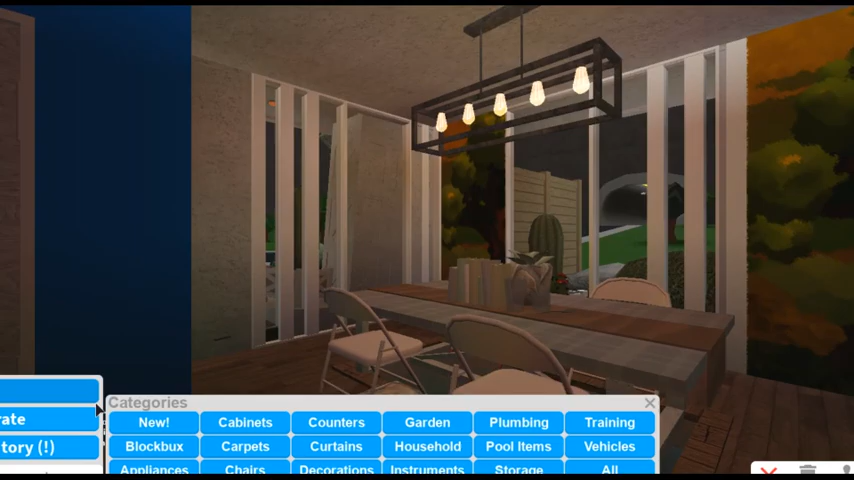 Categories
New! Cabinets Counters Garden Plumbing Training
rate
Blockbux Carpets Curtains Household Pool Items Vehicles
tory (!)
Appliances Chairs Decorations Instruments Storage All